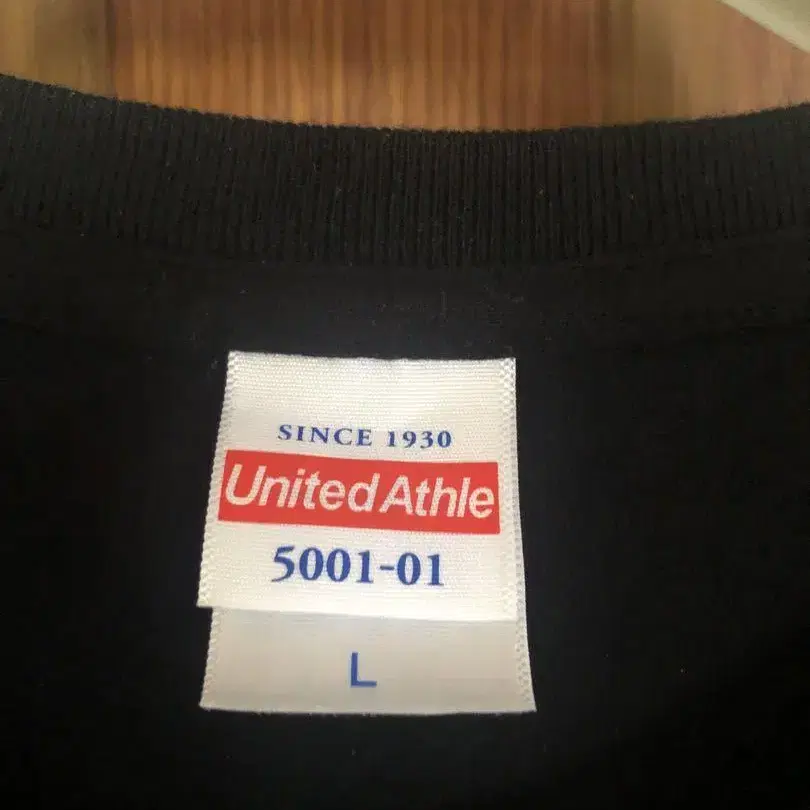 SINCE 1930
United Athle
5001-01
L